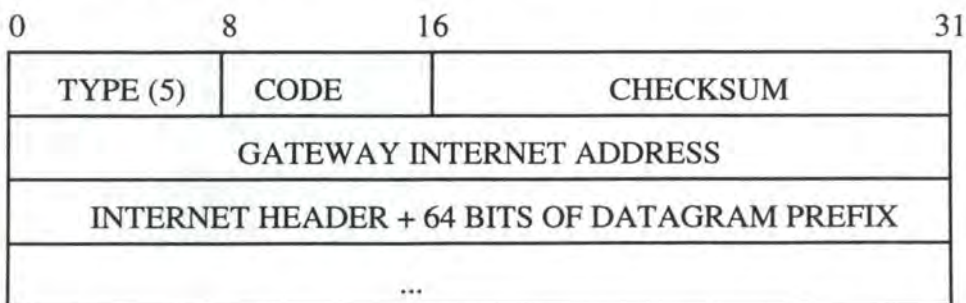 0 8 16 31
TYPE (5) CODE CHECKSUM
GATEWAY INTERNET ADDRESS
INTERNET HEADER + 64 BITS OF DATAGRAM PREFIX
...